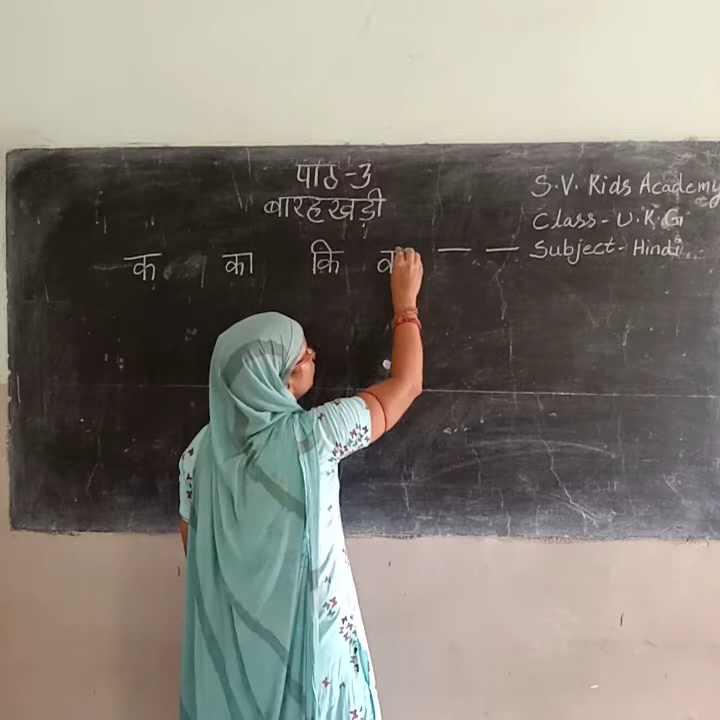 पाठ-3
बारहखड़ी
S.V. Kids Academy
Class- U.K.G
Subject- Hindi
क का कि